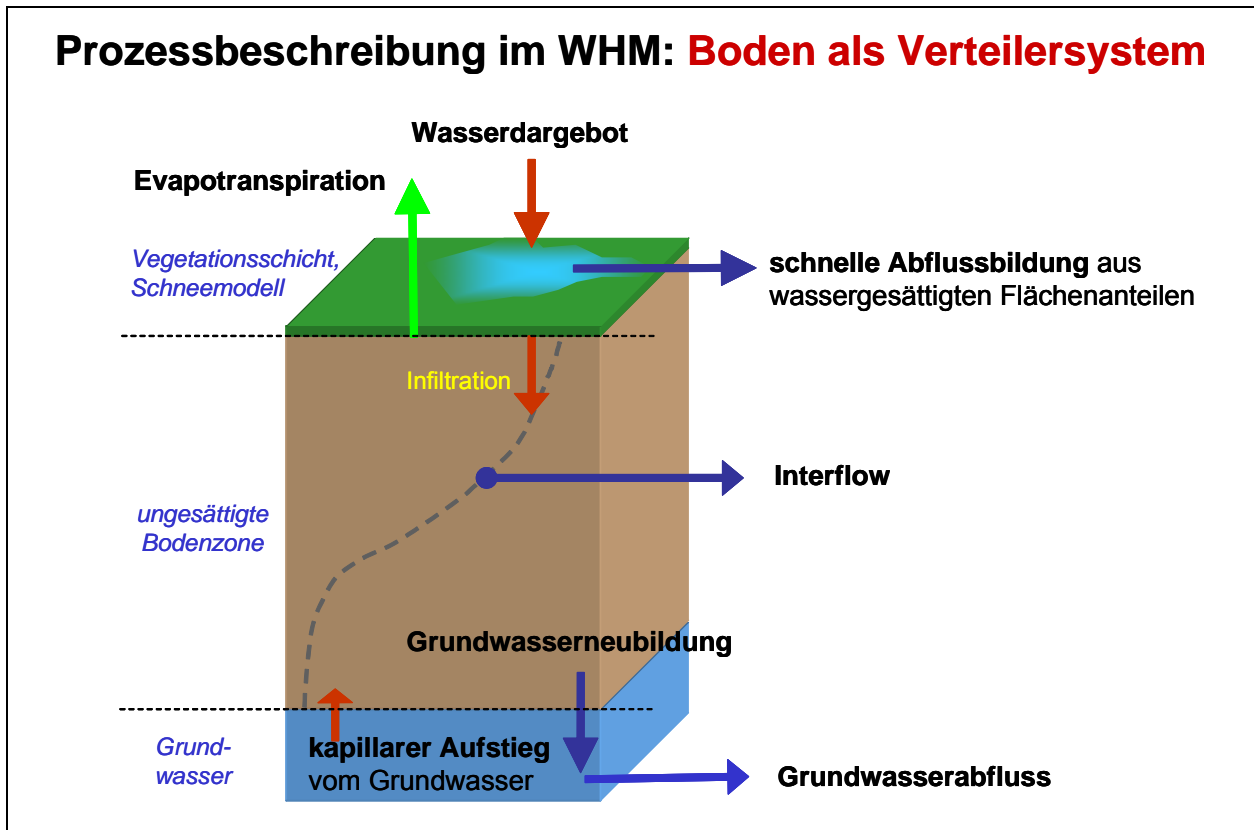 Prozessbeschreibung im WHM: Boden als Verteilersystem
Wasserdargebot
Evapotranspiration
Vegetationsschicht,
Schneemodell
schnelle Abflussbildung aus
wassergesättigten Flächenanteilen
Infiltration
Interflow
ungesättigte
Bodenzone
Grundwasserneubildung
Grund-
wasser
kapillarer Aufstieg
vom Grundwasser
Grundwasserabfluss